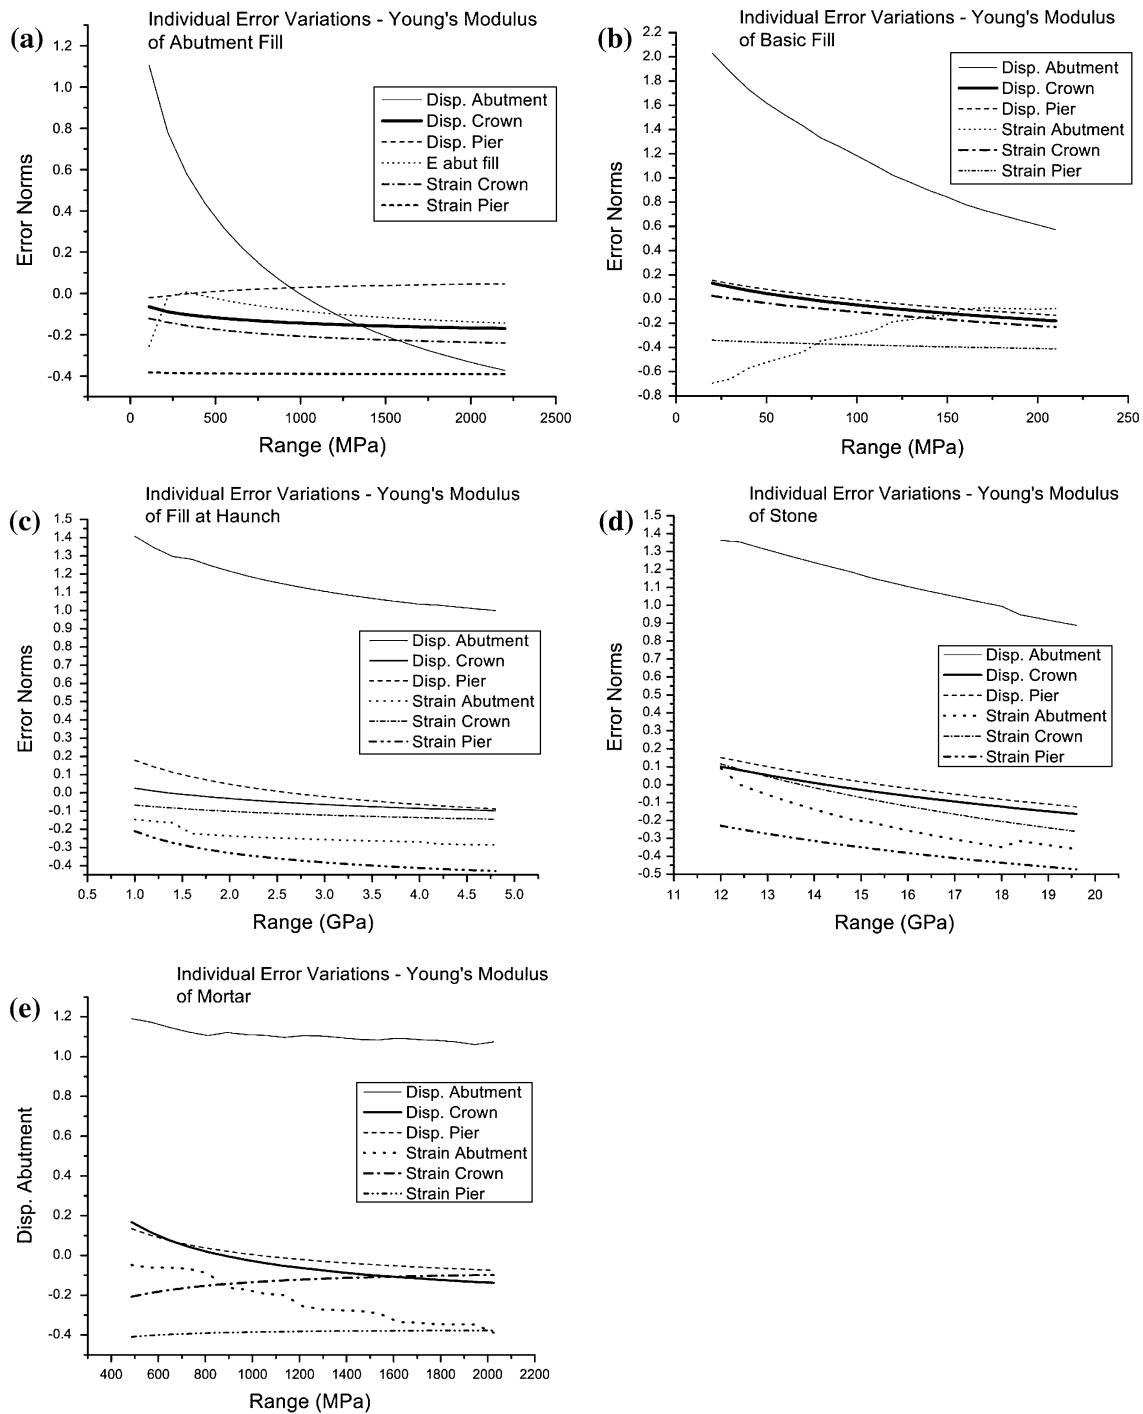 (a)
Individual Error Variations - Young's Modulus
of Abutment Fill
Error Norms
1.2
1.0
0.8
0.6
0.4
0.2
0.0
-0.2
-0.4
Disp. Abutment
Disp. Crown
Disp. Pier
E abut fill
Strain Crown
Strain Pier
0 500 1000 1500 2000 2500
Range (MPa)
(b)
Individual Error Variations - Young's Modulus
of Basic Fill
Error Norms
2.2
2.0
1.8
1.6
1.4
1.2
1.0
0.8
0.6
0.4
0.2
0.0
-0.2
-0.4
-0.6
-0.8
Disp. Abutment
Disp. Crown
Disp. Pier
Strain Abutment
Strain Crown
Strain Pier
0 50 100 150 200 250
Range (MPa)
(c)
Individual Error Variations - Young's Modulus
of Fill at Haunch
Error Norms
1.5
1.4
1.3
1.2
1.1
1.0
0.9
0.8
0.7
0.6
0.5
0.4
0.3
0.2
0.1
0.0
-0.1
-0.2
-0.3
-0.4
Disp. Abutment
Disp. Crown
Disp. Pier
Strain Abutment
Strain Crown
Strain Pier
0.5 1.0 1.5 2.0 2.5 3.0 3.5 4.0 4.5 5.0
Range (GPa)
(d)
Individual Error Variations - Young's Modulus
of Stone
Error Norms
1.5
1.4
1.3
1.2
1.1
1.0
0.9
0.8
0.7
0.6
0.5
0.4
0.3
0.2
0.1
0.0
-0.1
-0.2
-0.3
-0.4
-0.5
Disp. Abutment
Disp. Crown
Disp. Pier
Strain Abutment
Strain Crown
Strain Pier
11 12 13 14 15 16 17 18 19 20
Range (GPa)
(e)
Individual Error Variations - Young's Modulus
of Mortar
Disp. Abutment
1.2
1.0
0.8
0.6
0.4
0.2
0.0
-0.2
-0.4
Disp. Abutment
Disp. Crown
Disp. Pier
Strain Abutment
Strain Crown
Strain Pier
400 600 800 1000 1200 1400 1600 1800 2000 2200
Range (MPa)